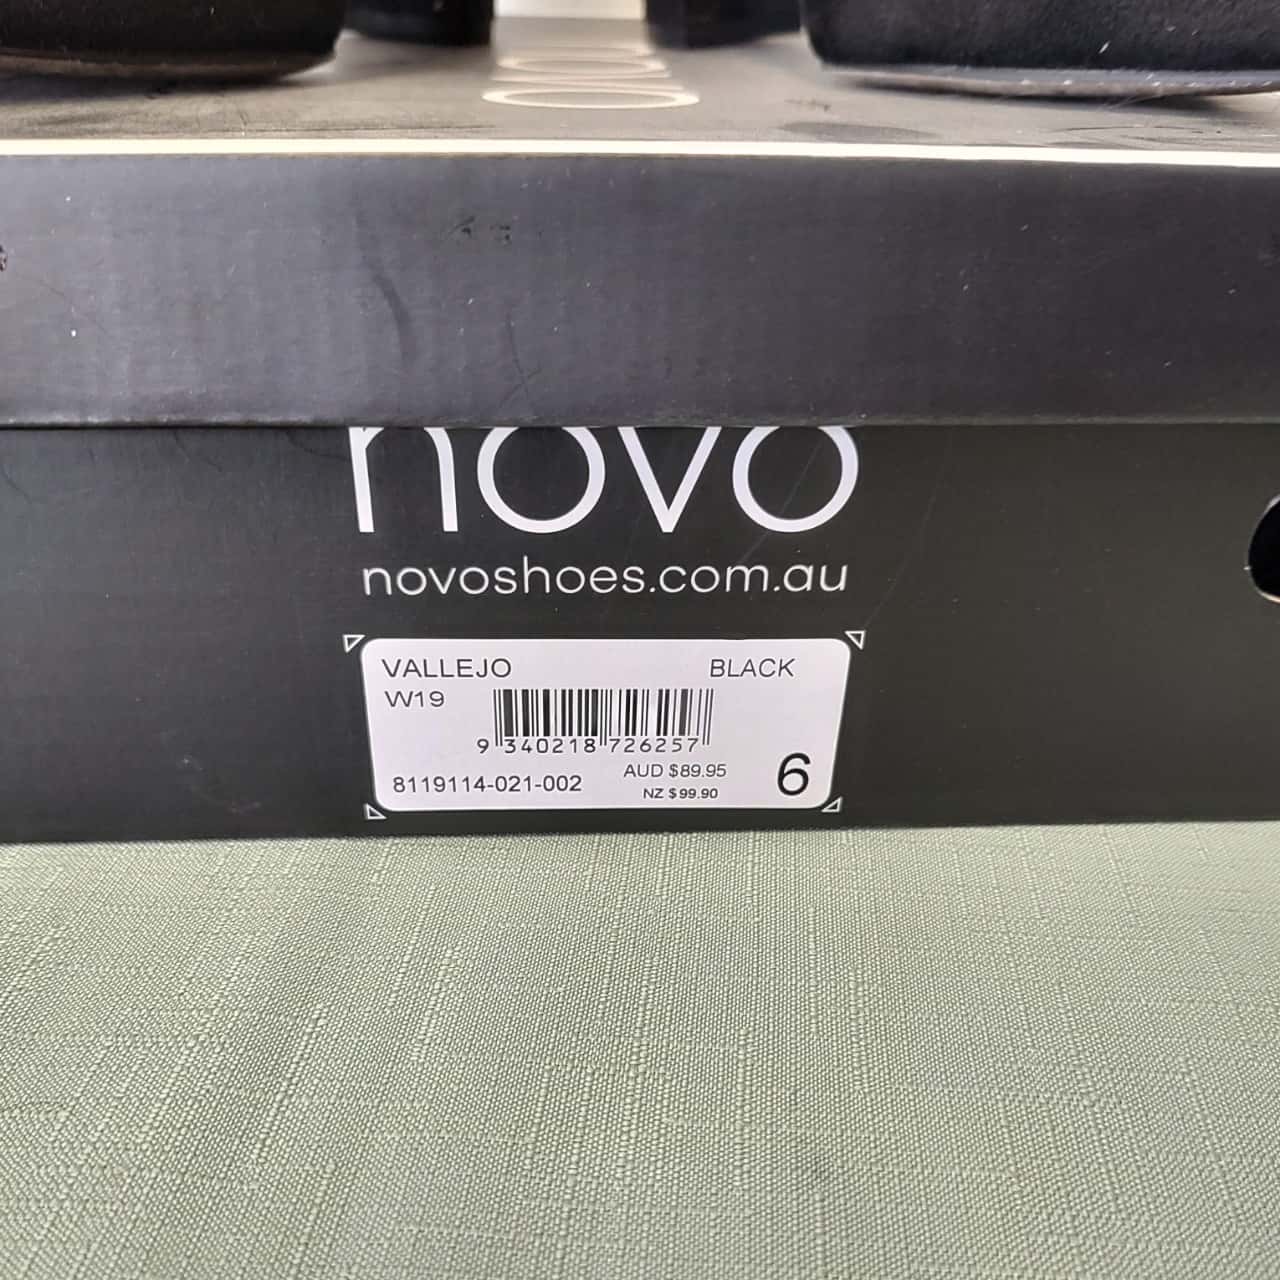 novo
novoshoes.com.au
VALLEJO BLACK
W19
9 340218 726257
8119114-021-002
AUD $89.95
NZ $99.90
6